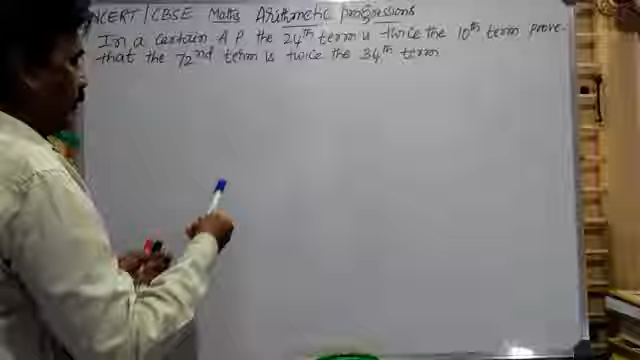 NCERT/CBSE Maths Arithmetic progressions
In a certain A P the 24th term is twice the 10th term prove
that the 72nd term is twice the 34th term